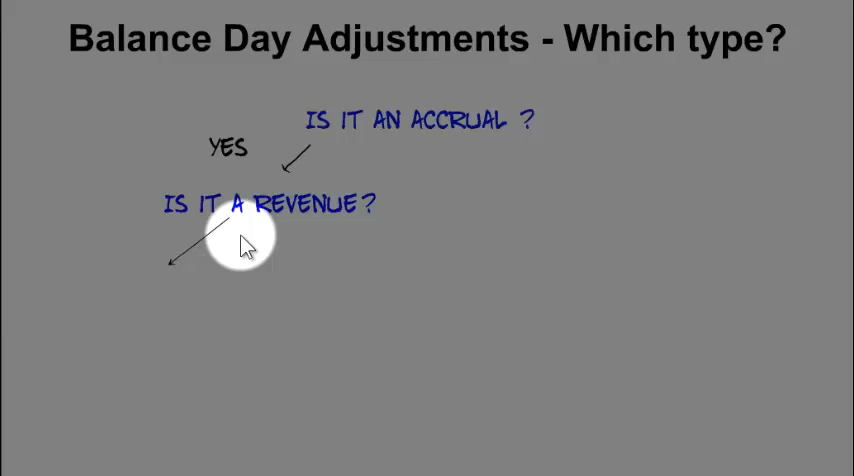 Balance Day Adjustments - Which type?
IS IT AN ACCRUAL ?
YES
IS IT A REVENUE?